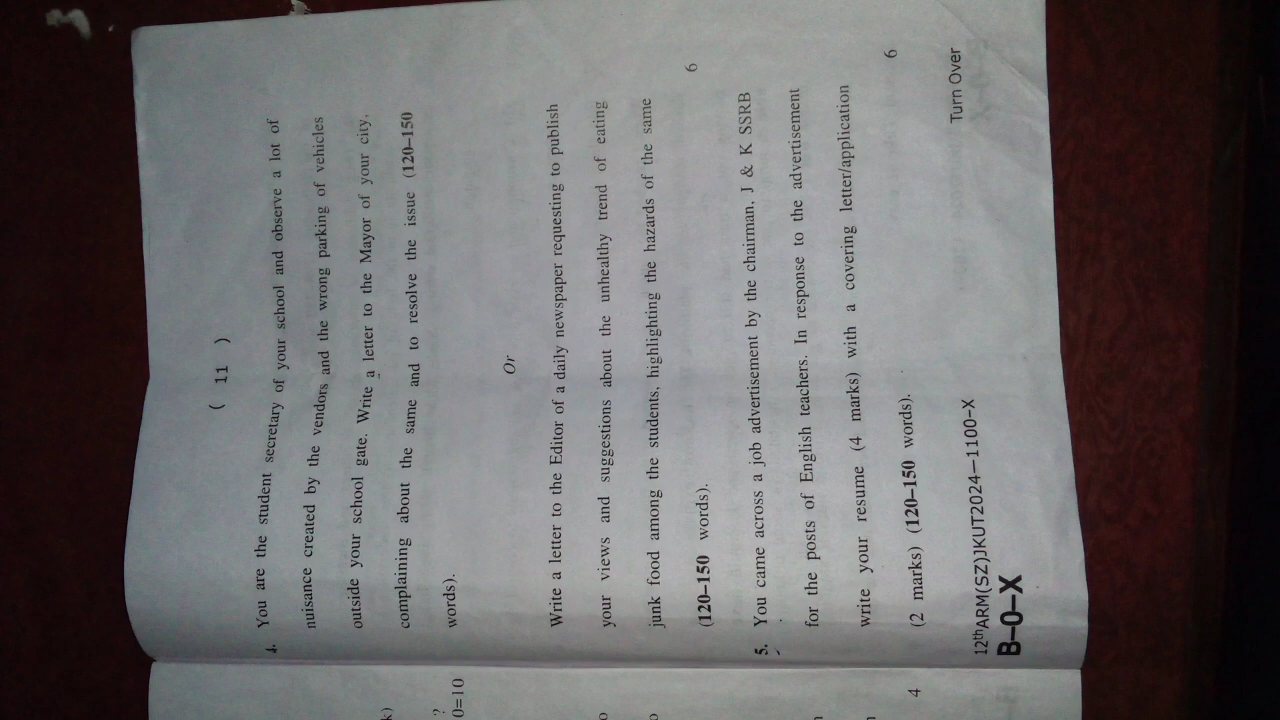 ( 11 )
4. You are the student secretary of your school and observe a lot of
nuisance created by the vendors and the wrong parking of vehicles
outside your school gate. Write a letter to the Mayor of your city,
complaining about the same and to resolve the issue (120–150
words).
Or
Write a letter to the Editor of a daily newspaper requesting to publish
your views and suggestions about the unhealthy trend of eating
junk food among the students, highlighting the hazards of the same
(120–150 words). 6
5. You came across a job advertisement by the chairman, J & K SSRB
for the posts of English teachers. In response to the advertisement
write your resume (4 marks) with a covering letter/application
(2 marks) (120–150 words). 6
12thARM(SZ)JKUT2024—1100–X Turn Over
B–0–X
k)
?
0=10
4